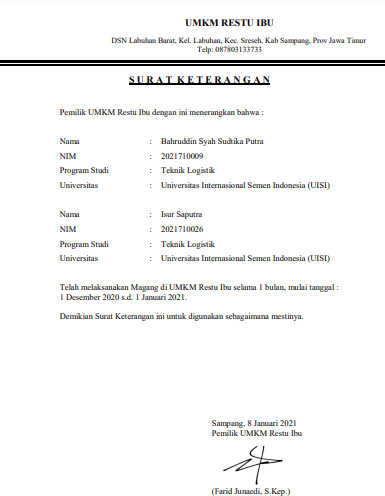 UMKM RESTU IBU
DSN Labuhan Barat, Kel. Labuhan, Kec. Sreseh, Kab Sampang, Prov Jawa Timur
Telp: 087803133733
SURAT KETERANGAN
Pemilik UMKM Restu Ibu dengan ini menerangkan bahwa :
Nama : Bahruddin Syah Sudtika Putra
NIM : 2021710009
Program Studi : Teknik Logistik
Universitas : Universitas Internasional Semen Indonesia (UISI)
Nama : Isur Saputra
NIM : 2021710026
Program Studi : Teknik Logistik
Universitas : Universitas Internasional Semen Indonesia (UISI)
Telah melaksanakan Magang di UMKM Restu Ibu selama 1 bulan, mulai tanggal :
1 Desember 2020 s.d. 1 Januari 2021.
Demikian Surat Keterangan ini untuk digunakan sebagaimana mestinya.
Sampang, 8 Januari 2021
Pemilik UMKM Restu Ibu
(Farid Junaedi, S.Kep.)